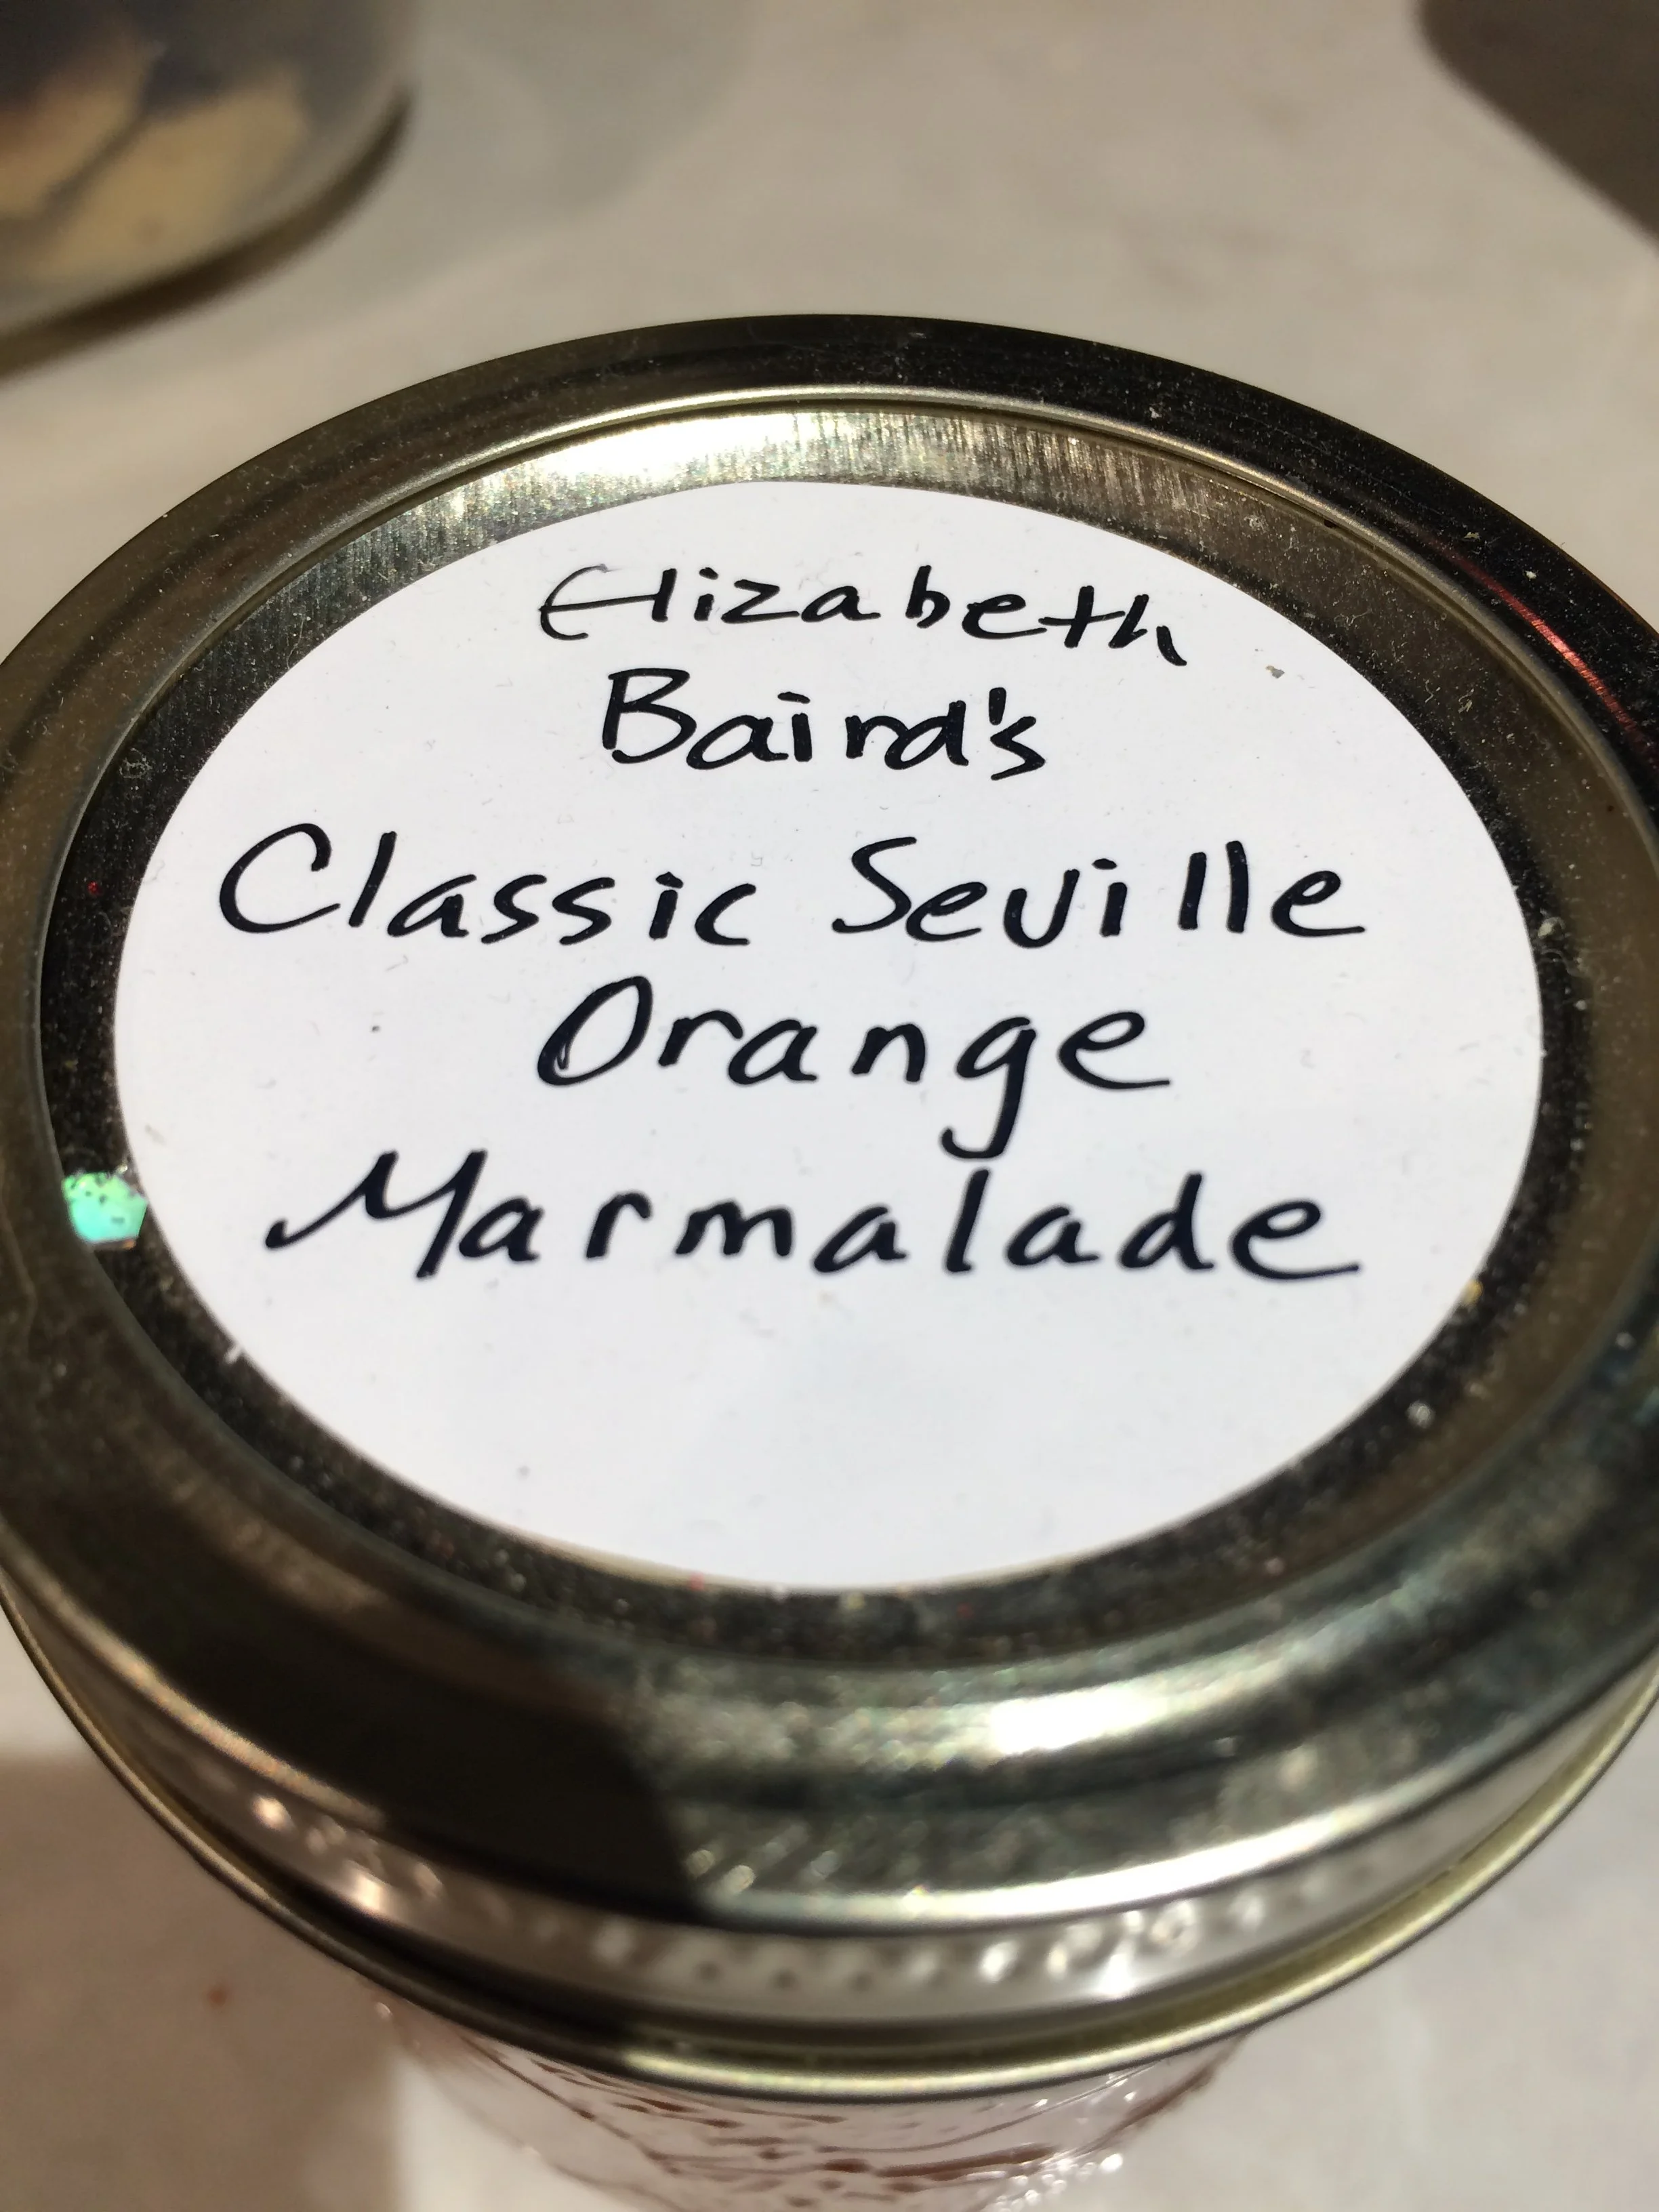 Elizabeth
Baird's
Classic Seville
Orange
Marmalade